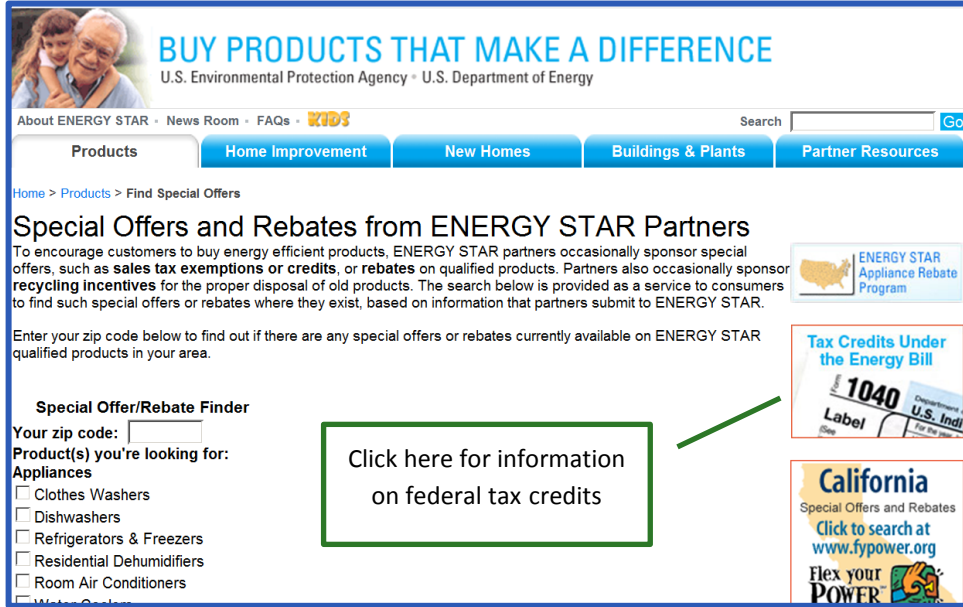 BUY PRODUCTS THAT MAKE A DIFFERENCE
U.S. Environmental Protection Agency • U.S. Department of Energy
About ENERGY STAR • News Room • FAQs • KIDS
Search
Go
Products
Home Improvement
New Homes
Buildings & Plants
Partner Resources
Home > Products > Find Special Offers
Special Offers and Rebates from ENERGY STAR Partners
To encourage customers to buy energy efficient products, ENERGY STAR partners occasionally sponsor special
offers, such as sales tax exemptions or credits, or rebates on qualified products. Partners also occasionally sponsor
recycling incentives for the proper disposal of old products. The search below is provided as a service to consumers
to find such special offers or rebates where they exist, based on information that partners submit to ENERGY STAR.
Enter your zip code below to find out if there are any special offers or rebates currently available on ENERGY STAR
qualified products in your area.
Special Offer/Rebate Finder
Your zip code:
Product(s) you're looking for:
Appliances
Clothes Washers
Dishwashers
Refrigerators & Freezers
Residential Dehumidifiers
Room Air Conditioners
Water Coolers
Click here for information
on federal tax credits
ENERGY STAR
Appliance Rebate
Program
Tax Credits Under
the Energy Bill
Form
1040
Label
(See
Department
U.S. Indi
For the year
California
Special Offers and Rebates
Click to search at
www.fypower.org
Flex your
POWER